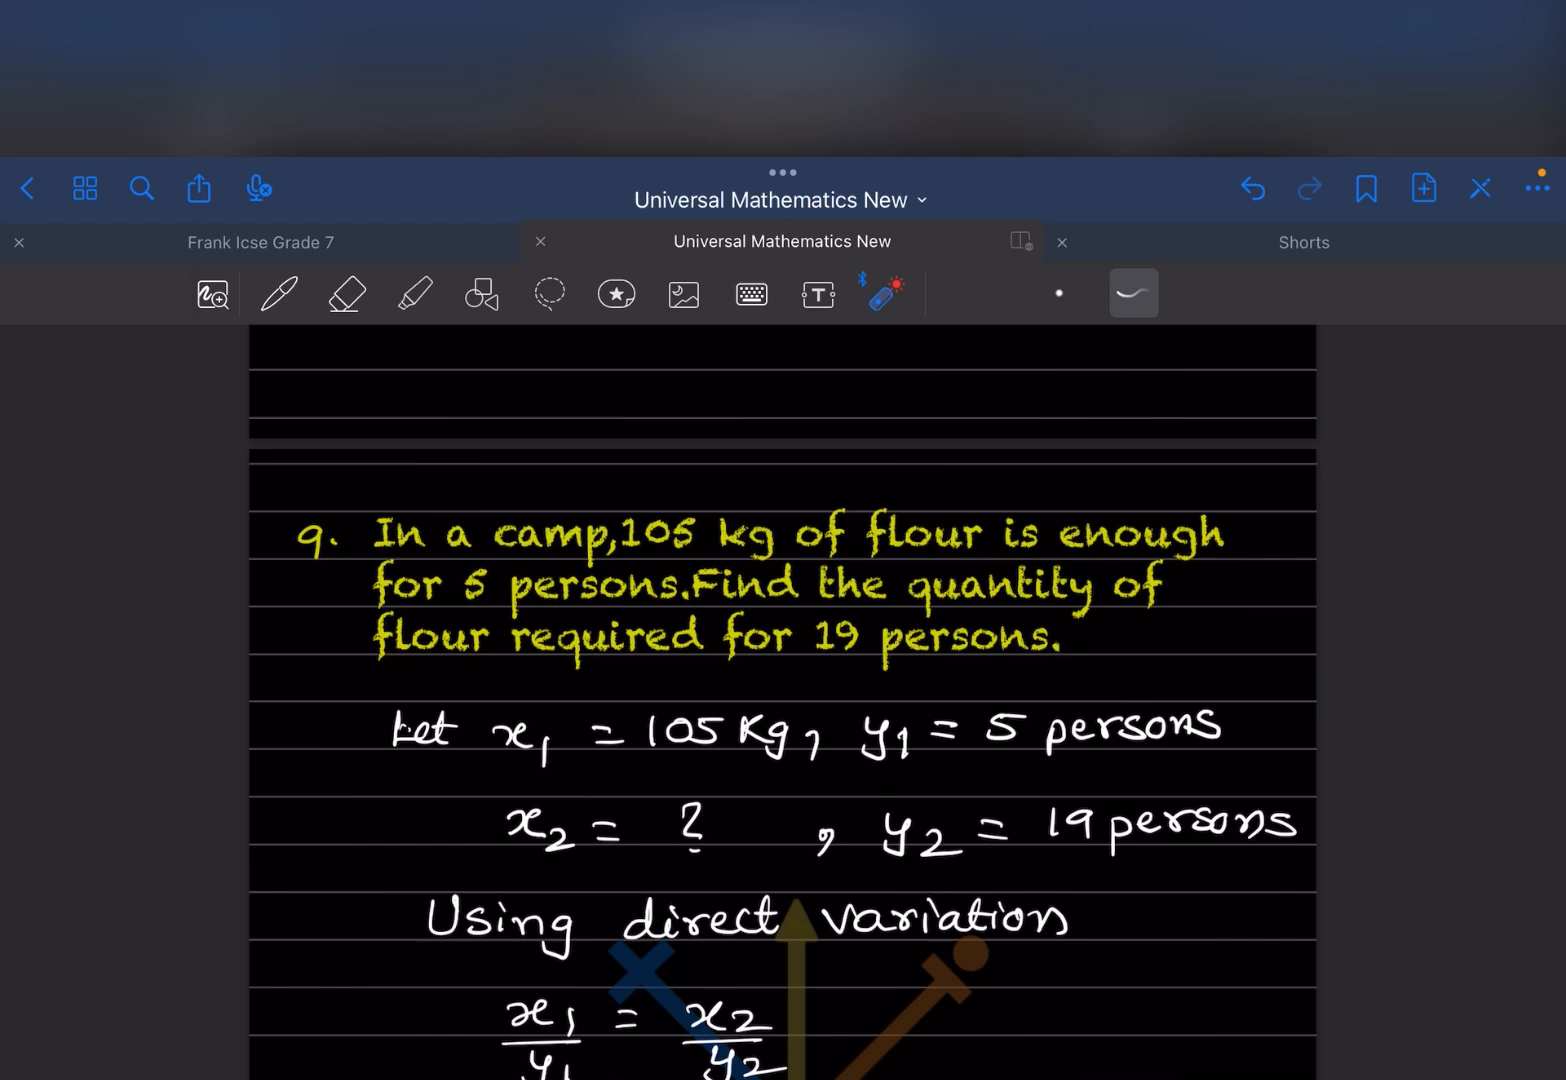 Universal Mathematics New
Frank Icse Grade 7
Universal Mathematics New
Shorts
9. In a camp,105 kg of flour is enough
for 5 persons.Find the quantity of
flour required for 19 persons.
Let x₁ = 105 Kg, y₁ = 5 persons
x₂ = ? , y₂ = 19 persons
Using direct variation
x₁/y₁ = x₂/y₂